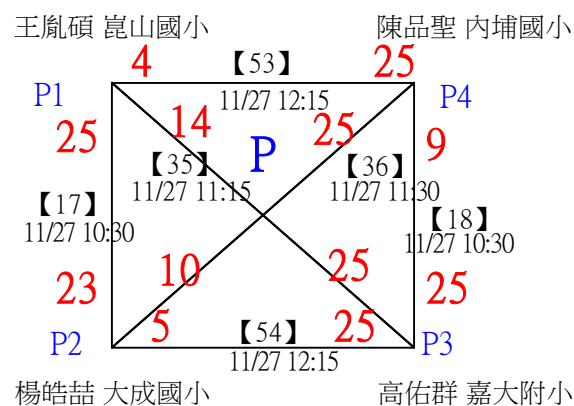 王胤碩 崑山國小
陳品聖 內埔國小
4
【53】
25
P1
11/27 12:15
P4
25
14
P
25
9
【35】
11/27 11:15
【36】
11/27 11:30
【17】
11/27 10:30
【18】
11/27 10:30
23
10
25
25
P2
5
【54】
11/27 12:15
25
P3
楊皓喆 大成國小
高佑群 嘉大附小